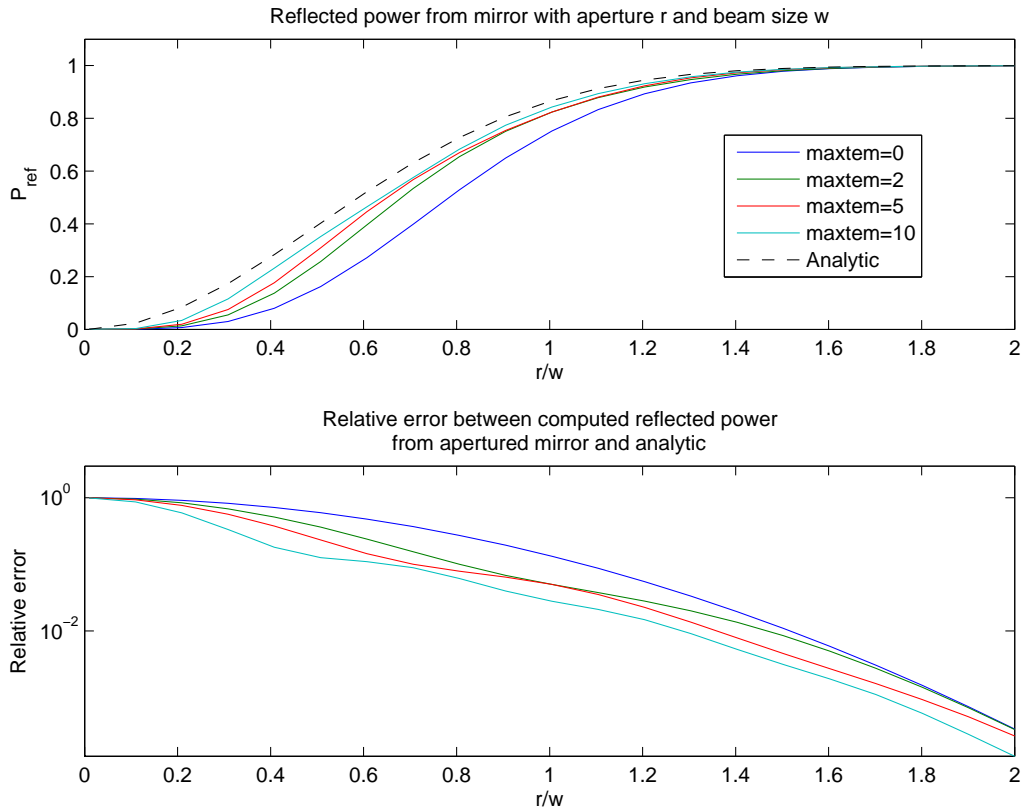 Reflected power from mirror with aperture r and beam size w
P_ref
1
0.8
0.6
0.4
0.2
0
0 0.2 0.4 0.6 0.8 1 1.2 1.4 1.6 1.8 2
r/w
maxtem=0
maxtem=2
maxtem=5
maxtem=10
Analytic
Relative error between computed reflected power
from apertured mirror and analytic
Relative error
10^0
10^-2
0 0.2 0.4 0.6 0.8 1 1.2 1.4 1.6 1.8 2
r/w